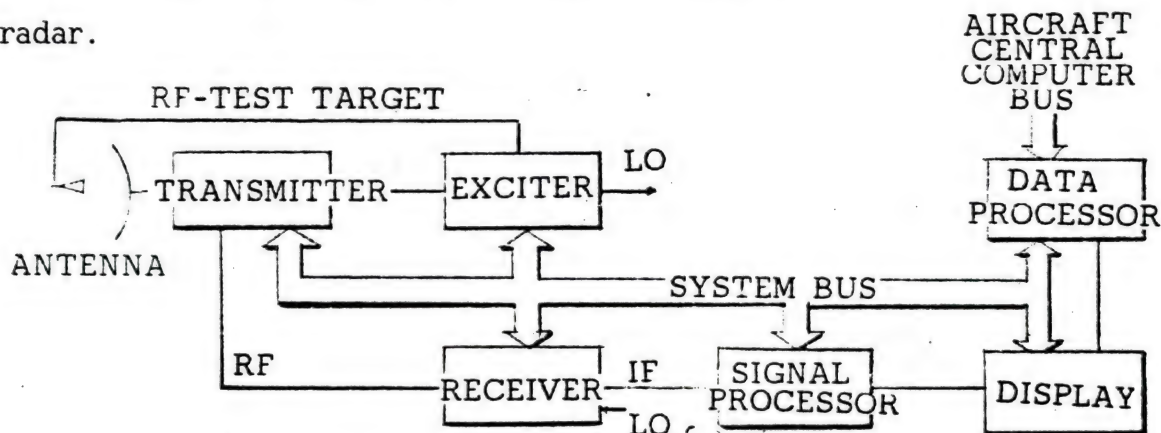 radar.
AIRCRAFT
CENTRAL
COMPUTER
BUS
RF-TEST TARGET
LO
TRANSMITTER
EXCITER
DATA
PROCESSOR
ANTENNA
SYSTEM BUS
RF
RECEIVER
IF
SIGNAL
PROCESSOR
DISPLAY
LO